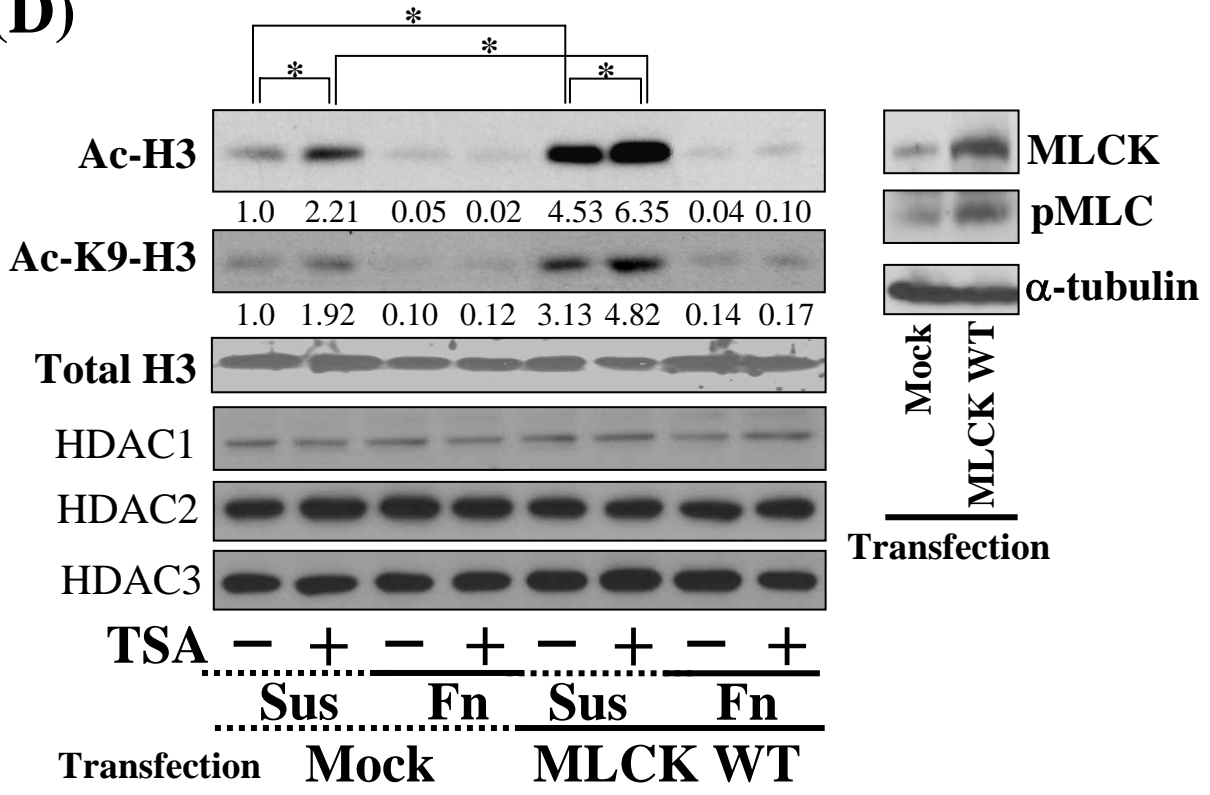 (D)
*
*
* *
Ac-H3
1.0 2.21 0.05 0.02 4.53 6.35 0.04 0.10
Ac-K9-H3
1.0 1.92 0.10 0.12 3.13 4.82 0.14 0.17
Total H3
HDAC1
HDAC2
HDAC3
TSA − + − + − + − +
Sus Fn Sus Fn
Transfection Mock MLCK WT
MLCK
pMLC
α-tubulin
Mock
MLCK WT
Transfection